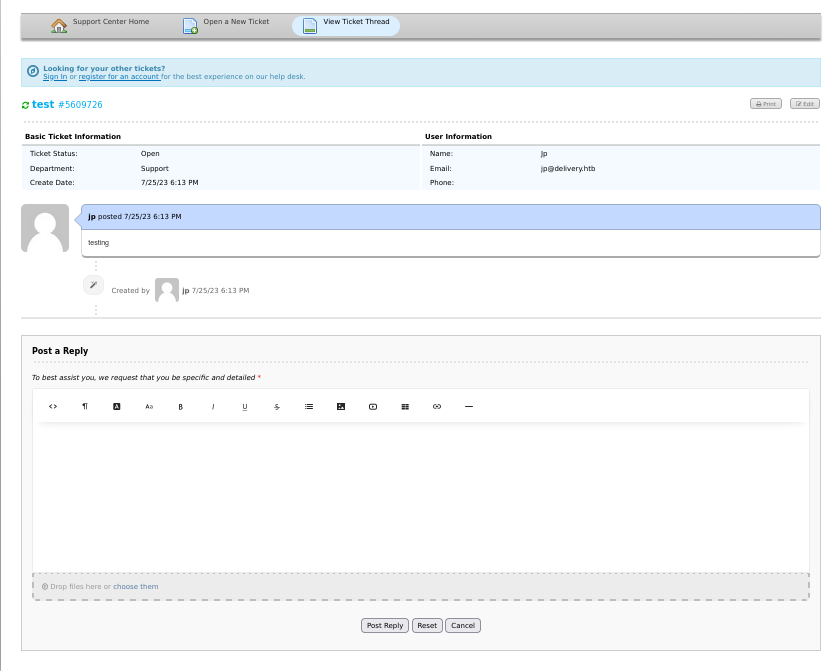 Support Center Home Open a New Ticket View Ticket Thread
Looking for your other tickets?
Sign In or register for an account for the best experience on our help desk.
test #5609726 Print Edit
Basic Ticket Information User Information
Ticket Status: Open Name: Jp
Department: Support Email: jp@delivery.htb
Create Date: 7/25/23 6:13 PM Phone:
jp posted 7/25/23 6:13 PM
testing
Created by jp 7/25/23 6:13 PM
Post a Reply
To best assist you, we request that you be specific and detailed *
<> ¶ A Aa B I U S
Drop files here or choose them
Post Reply Reset Cancel